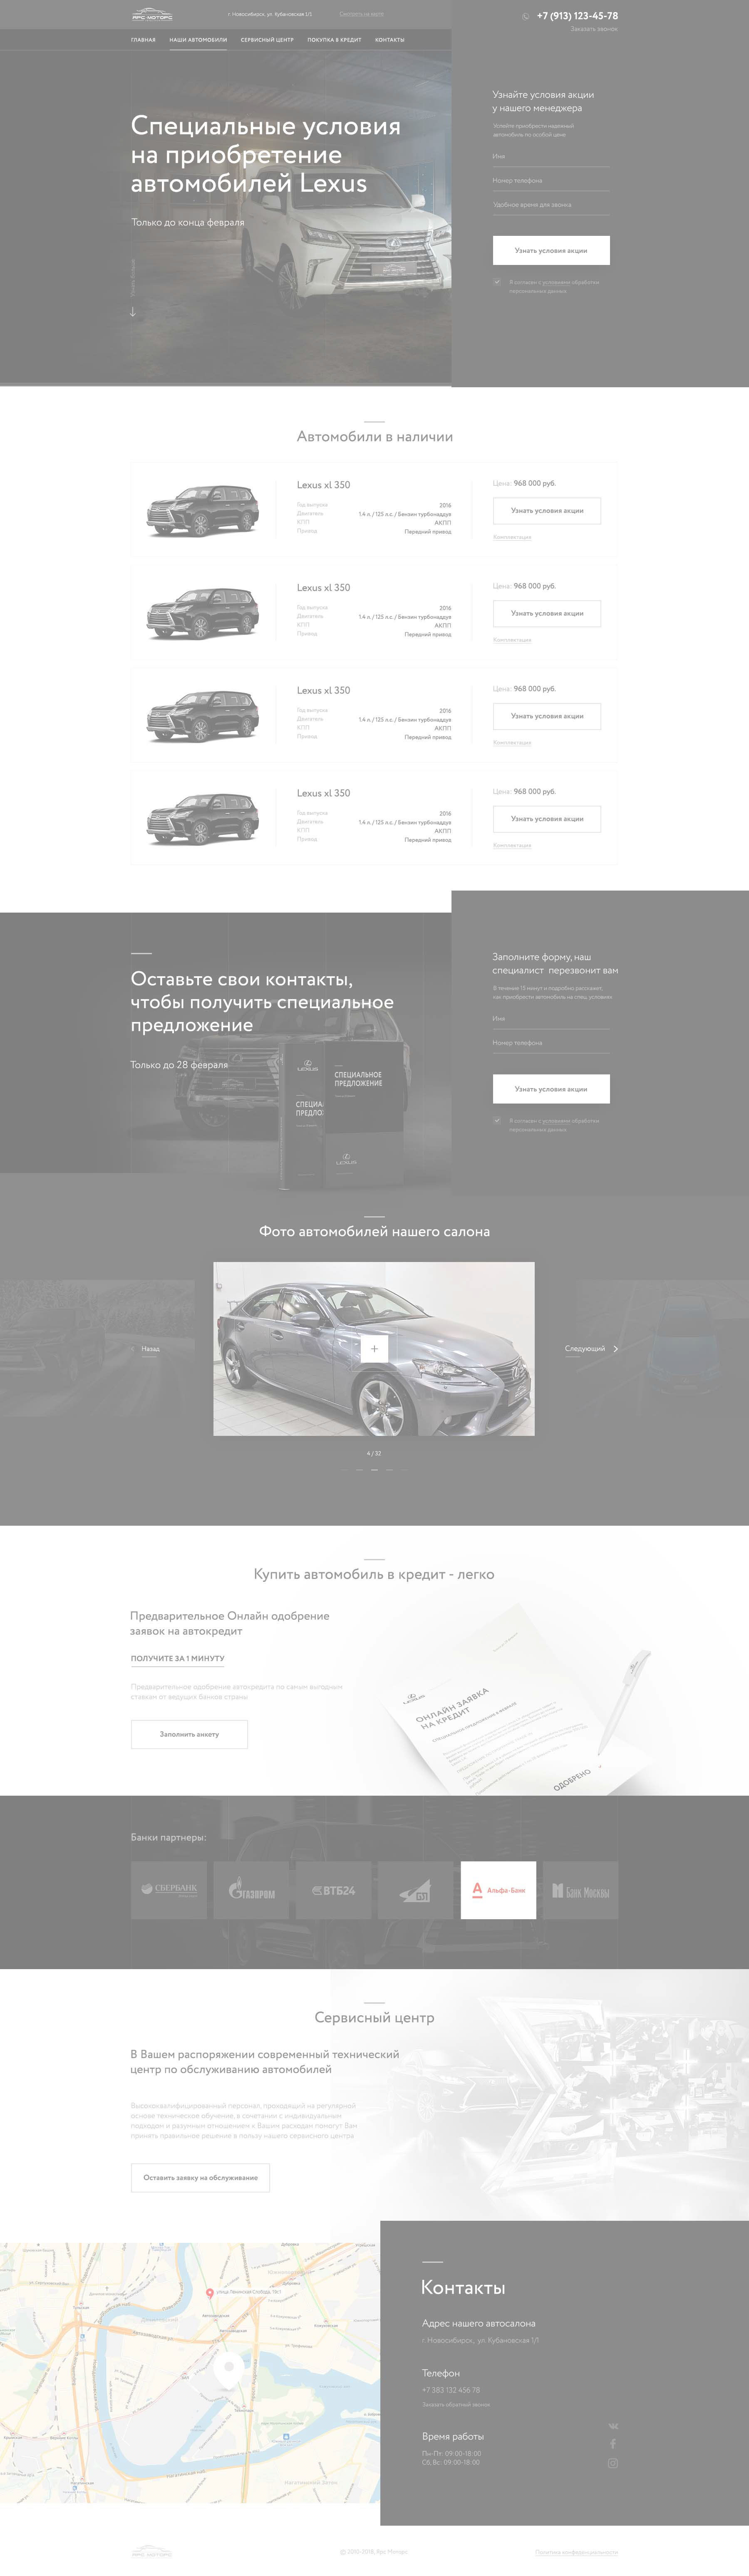 ЯРС МОТОРС
г. Новосибирск, ул. Кубановская 1/1
Смотреть на карте
+7 (913) 123-45-78
Заказать звонок
ГЛАВНАЯ НАШИ АВТОМОБИЛИ СЕРВИСНЫЙ ЦЕНТР ПОКУПКА В КРЕДИТ КОНТАКТЫ
Специальные условия
на приобретение
автомобилей Lexus
Только до конца февраля
Узнайте условия акции
у нашего менеджера
Успейте приобрести надежный
автомобиль по особой цене
Имя
Номер телефона
Удобное время для звонка
Узнать условия акции
Я согласен с условиями обработки
персональных данных
Автомобили в наличии
Lexus xl 350
Год выпуска 2016
Двигатель 1.4 л. / 125 л.с. / Бензин турбонаддув
КПП АКПП
Привод Передний привод
Цена: 968 000 руб.
Узнать условия акции
Комплектация
Lexus xl 350
Год выпуска 2016
Двигатель 1.4 л. / 125 л.с. / Бензин турбонаддув
КПП АКПП
Привод Передний привод
Цена: 968 000 руб.
Узнать условия акции
Комплектация
Lexus xl 350
Год выпуска 2016
Двигатель 1.4 л. / 125 л.с. / Бензин турбонаддув
КПП АКПП
Привод Передний привод
Цена: 968 000 руб.
Узнать условия акции
Комплектация
Lexus xl 350
Год выпуска 2016
Двигатель 1.4 л. / 125 л.с. / Бензин турбонаддув
КПП АКПП
Привод Передний привод
Цена: 968 000 руб.
Узнать условия акции
Комплектация
Оставьте свои контакты,
чтобы получить специальное
предложение
Только до 28 февраля
LEXUS
СПЕЦИАЛЬНОЕ
ПРЕДЛОЖЕНИЕ
СПЕЦИА
ПРЕДЛО
LEXUS
Заполните форму, наш
специалист перезвонит вам
В течение 15 минут и подробно расскажет,
как приобрести автомобиль на спец. условиях
Имя
Номер телефона
Узнать условия акции
Я согласен с условиями обработки
персональных данных
Фото автомобилей нашего салона
Назад
Следующий
4 / 32
Купить автомобиль в кредит - легко
Предварительное Онлайн одобрение
заявок на автокредит
ПОЛУЧИТЕ ЗА 1 МИНУТУ
Предварительное одобрение автокредита по самым выгодным
ставкам от ведущих банков страны
Заполнить анкету
LEXUS
ОНЛАЙН ЗАЯВКА
НА КРЕДИТ
ОДОБРЕНО
Банки партнеры:
СБЕРБАНК
ГАЗПРОМ
ВТБ24
Альфа-Банк
Банк Москвы
Сервисный центр
В Вашем распоряжении современный технический
центр по обслуживанию автомобилей
Высококвалифицированный персонал, проходящий на регулярной
основе техническое обучение, в сочетании с индивидуальным
подходом и разумным отношением к Вашим расходам помогут Вам
принять правильное решение в пользу нашего сервисного центра
Оставить заявку на обслуживание
Контакты
Адрес нашего автосалона
г. Новосибирск, ул. Кубановская 1/1
Телефон
+7 383 132 456 78
Заказать обратный звонок
Время работы
Пн-Пт: 09:00-18:00
Сб, Вс: 09:00-18:00
© 2010-2018, Ярс Моторс
Политика конфиденциальности